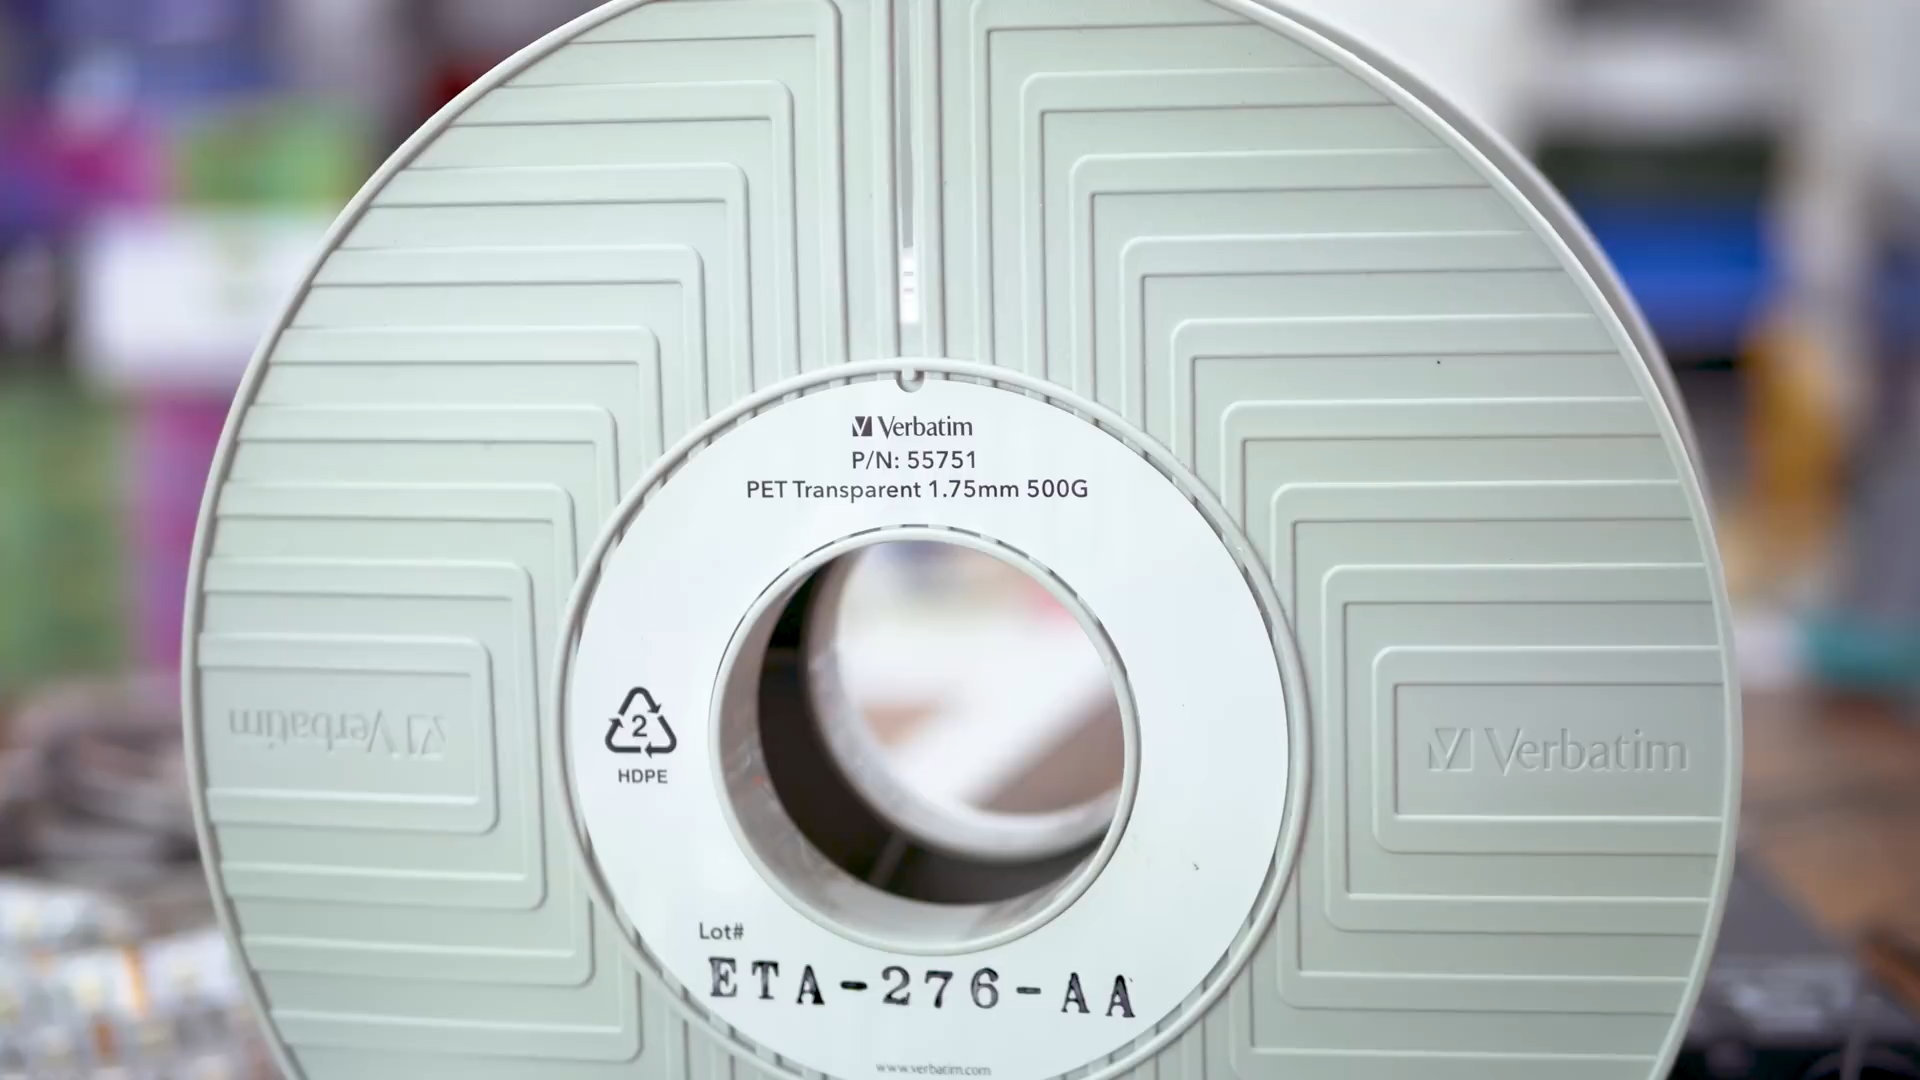 Verbatim
P/N: 55751
PET Transparent 1.75mm 500G
Verbatim
Verbatim
2
HDPE
Lot#
ETA-276-AA
www.verbatim.com